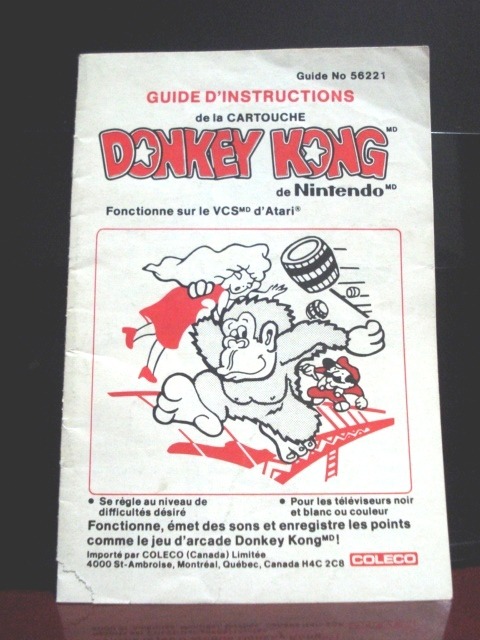 Guide No 56221
GUIDE D'INSTRUCTIONS
de la CARTOUCHE
DONKEY KONG MD
de Nintendo MD
Fonctionne sur le VCS MD d'Atari®
• Se règle au niveau de difficultés désiré
• Pour les téléviseurs noir et blanc ou couleur
Fonctionne, émet des sons et enregistre les points
comme le jeu d'arcade Donkey Kong MD!
Importé par COLECO (Canada) Limitée
4000 St-Ambroise, Montréal, Québec, Canada H4C 2C8 COLECO